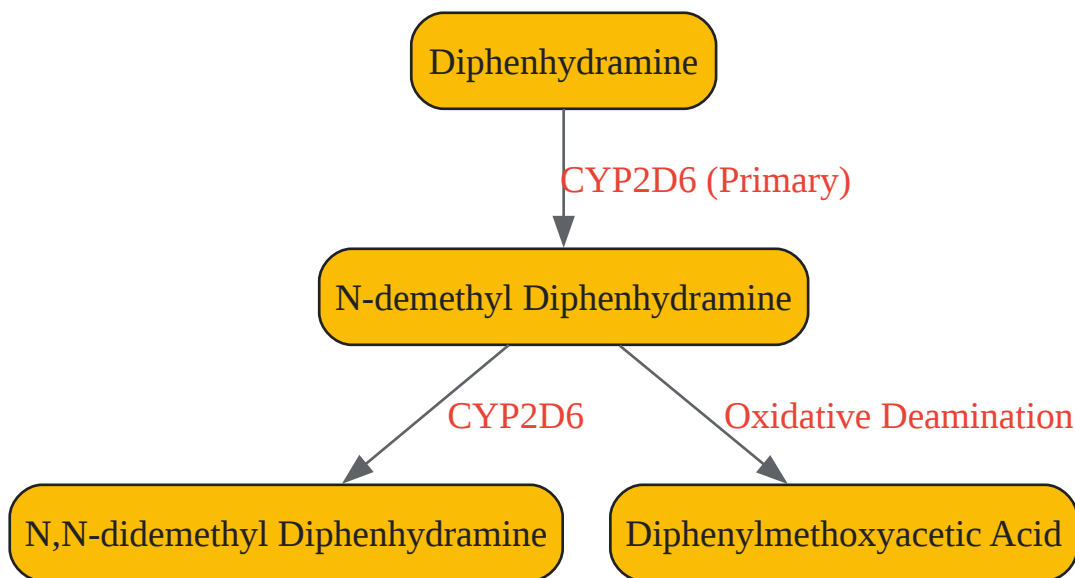 Diphenhydramine
CYP2D6 (Primary)
N-demethyl Diphenhydramine
CYP2D6
Oxidative Deamination
N,N-didemethyl Diphenhydramine
Diphenylmethoxyacetic Acid